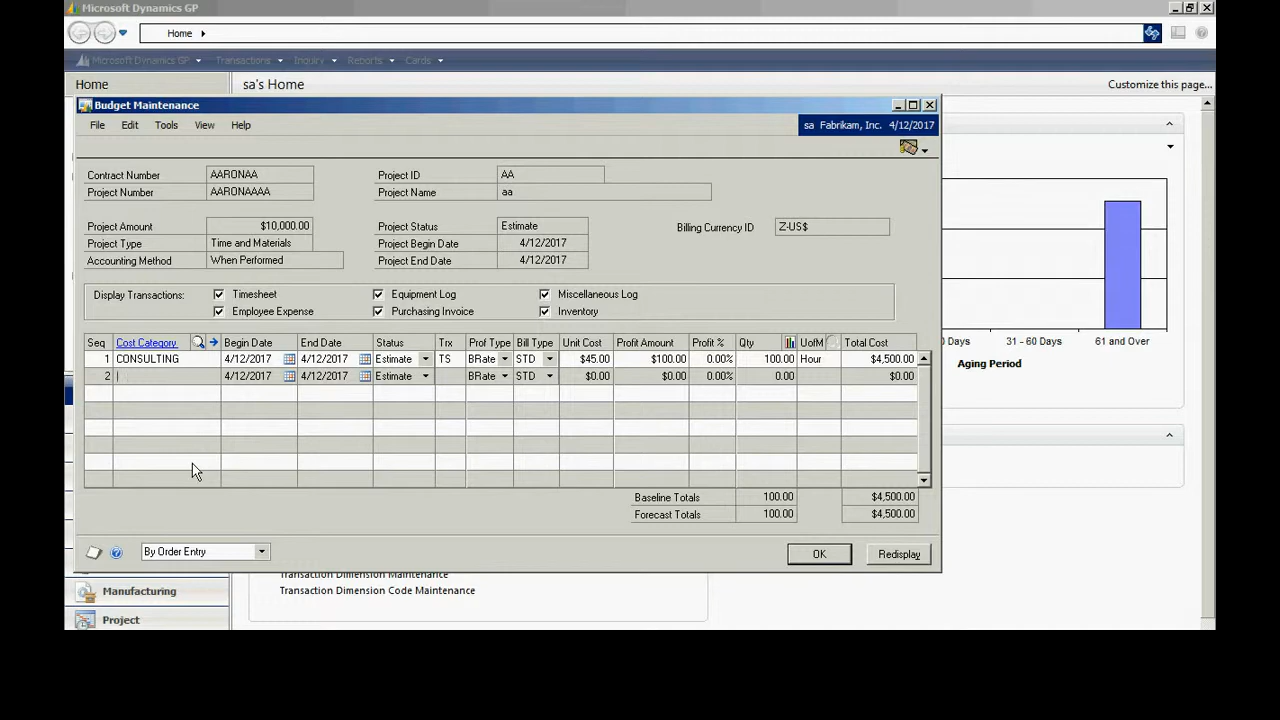 Microsoft Dynamics GP
Home
Microsoft Dynamics GP Transactions Inquiry Reports Cards
Home
sa's Home
Customize this page...
Budget Maintenance
File Edit Tools View Help
sa Fabrikam, Inc. 4/12/2017
Contract Number AARONAA
Project ID AA
Project Number AARONAAAA
Project Name aa
Project Amount $10,000.00
Project Status Estimate
Billing Currency ID Z-US$
Project Type Time and Materials
Project Begin Date 4/12/2017
Accounting Method When Performed
Project End Date 4/12/2017
Display Transactions: Timesheet Equipment Log Miscellaneous Log
Employee Expense Purchasing Invoice Inventory
Seq Cost Category Begin Date End Date Status Trx Prof Type Bill Type Unit Cost Profit Amount Profit % Qty UofM Total Cost
1 CONSULTING 4/12/2017 4/12/2017 Estimate TS BRate STD $45.00 $100.00 0.00% 100.00 Hour $4,500.00
2 4/12/2017 4/12/2017 Estimate BRate STD $0.00 $0.00 0.00% 0.00 $0.00
Baseline Totals 100.00 $4,500.00
Forecast Totals 100.00 $4,500.00
By Order Entry
OK
Redisplay
Days 31 - 60 Days 61 and Over
Aging Period
Transaction Dimension Maintenance
Transaction Dimension Code Maintenance
Manufacturing
Project